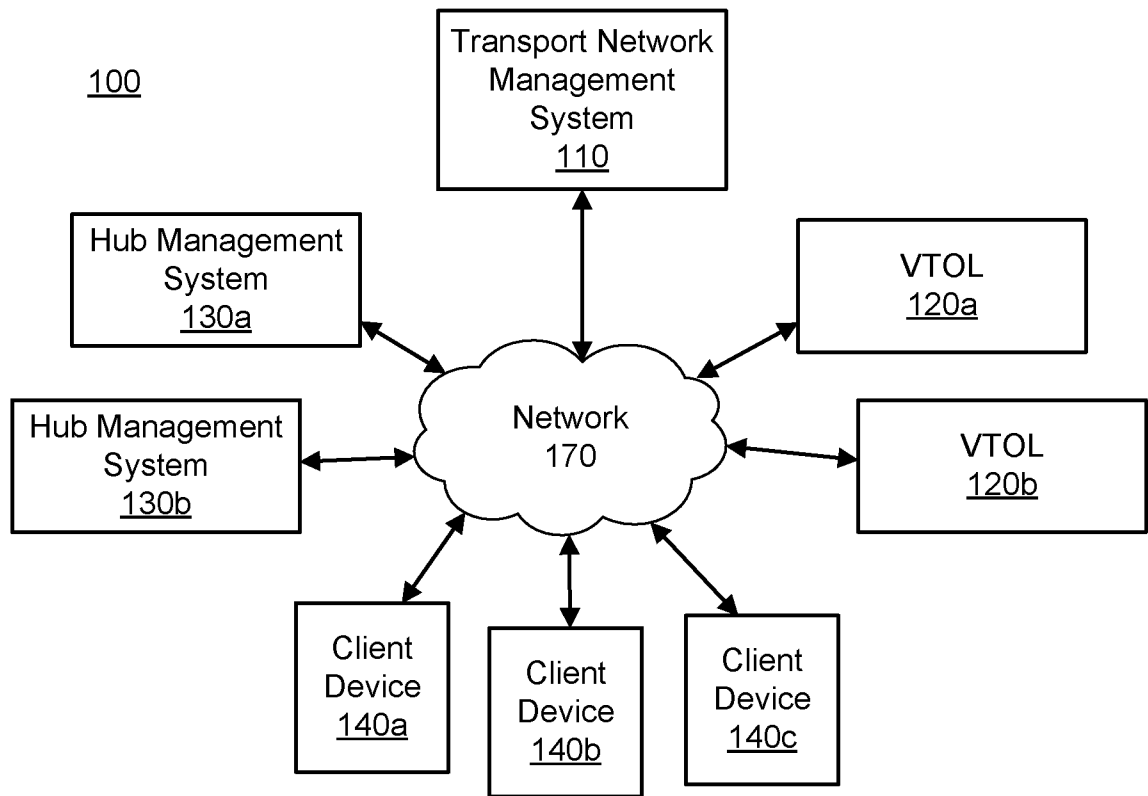 100
Transport Network
Management
System
110
Hub Management
System
130a
VTOL
120a
Hub Management
System
130b
Network
170
VTOL
120b
Client
Device
140a
Client
Device
140b
Client
Device
140c